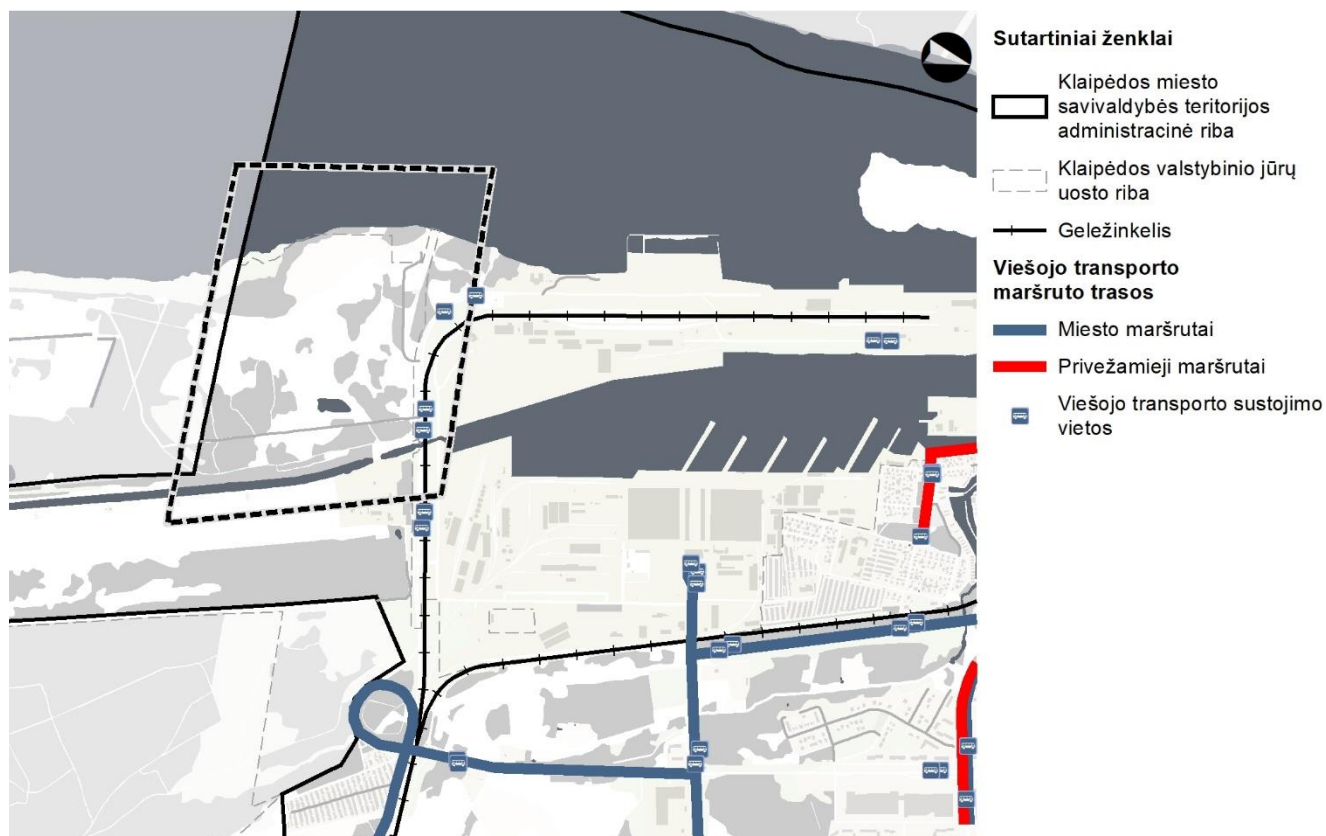 Sutartiniai ženklai
Klaipėdos miesto
savivaldybės teritorijos
administracinė riba
Klaipėdos valstybinio jūrų
uosto riba
Geležinkelis
Viešojo transporto
maršruto trasos
Miesto maršrutai
Privežamieji maršrutai
Viešojo transporto sustojimo
vietos